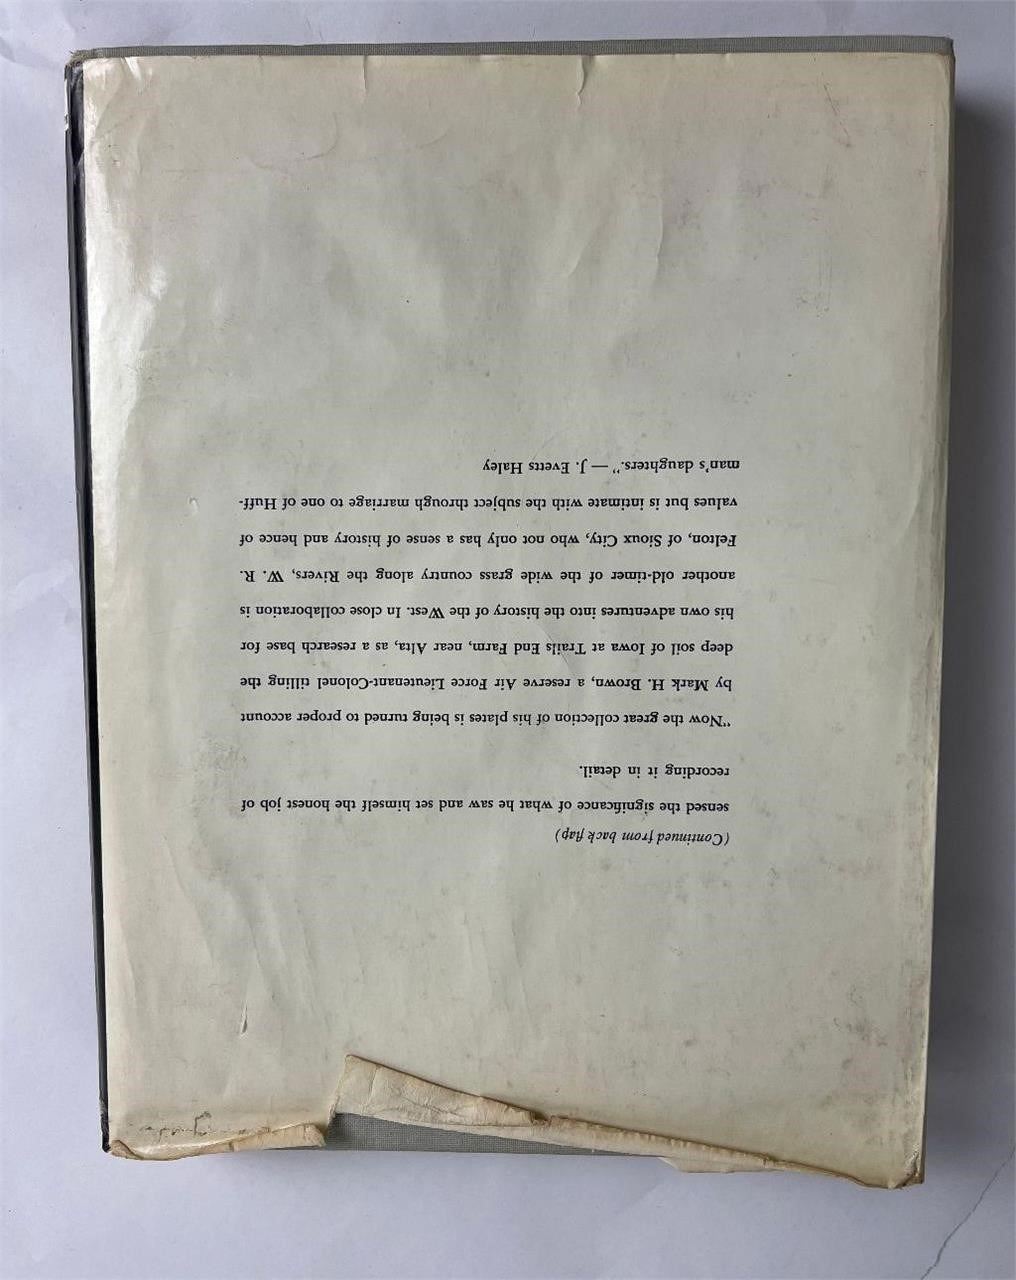 (Continued from back flap)
sensed the significance of what he saw and set himself the honest job of
recording it in detail.
"Now the great collection of his plates is being turned to proper account
by Mark H. Brown, a reserve Air Force Lieutenant-Colonel tilling the
deep soil of Iowa at Trails End Farm, near Alta, as a research base for
his own adventures into the history of the West. In close collaboration is
another old-timer of the wide grass country along the Rivers, W. R.
Felton, of Sioux City, who not only has a sense of history and hence of
values but is intimate with the subject through marriage to one of Huff-
man's daughters." — J. Evetts Haley